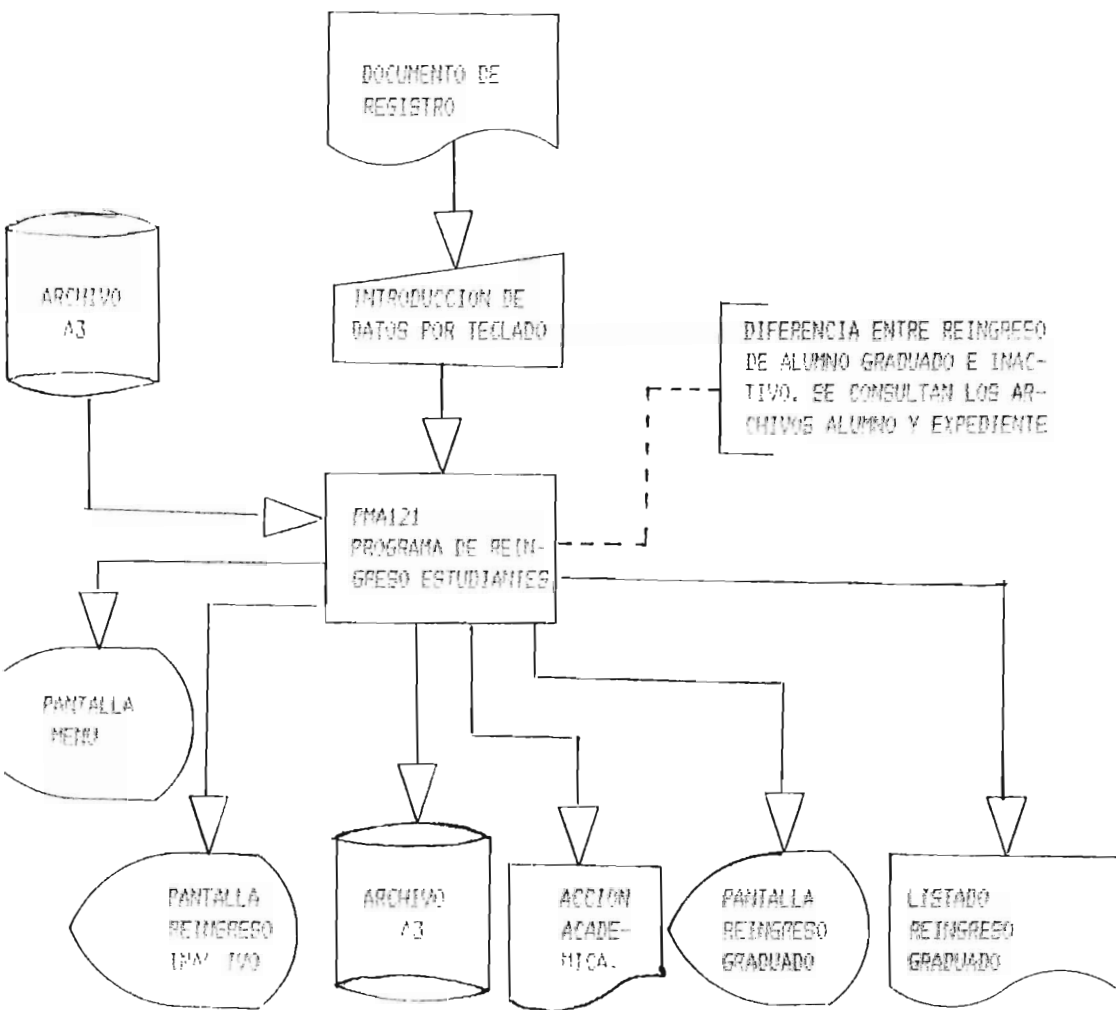 DOCUMENTO DE
REGISTRO
ARCHIVO
A3
INTRODUCCION DE
DATOS POR TECLADO
DIFERENCIA ENTRE REINGRESO
DE ALUMNO GRADUADO E INAC-
TIVO. SE CONSULTAN LOS AR-
CHIVOS ALUMNO Y EXPEDIENTE
PMA121
PROGRAMA DE REIN-
GRESO ESTUDIANTES
PANTALLA
MENU
PANTALLA
REINGRESO
ARCHIVO
A3
ACCION
ACADE-
MICA.
PANTALLA
REINGRESO
GRADUADO
LISTADO
REINGRESO
GRADUADO